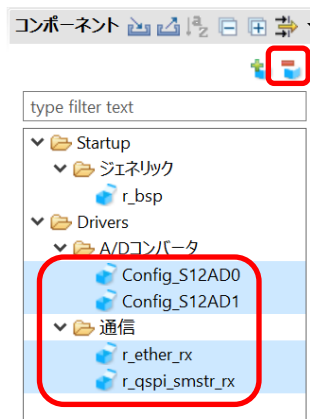 コンポーネント
type filter text
Startup
ジェネリック
r_bsp
Drivers
A/Dコンバータ
Config_S12AD0
Config_S12AD1
通信
r_ether_rx
r_qspi_smstr_rx